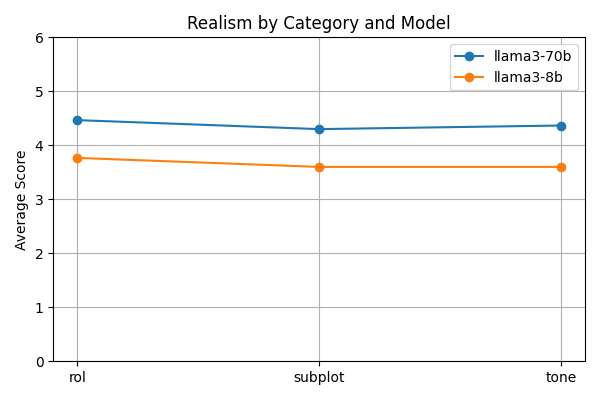 Realism by Category and Model
llama3-70b
llama3-8b
Average Score
6
5
4
3
2
1
0
rol
subplot
tone